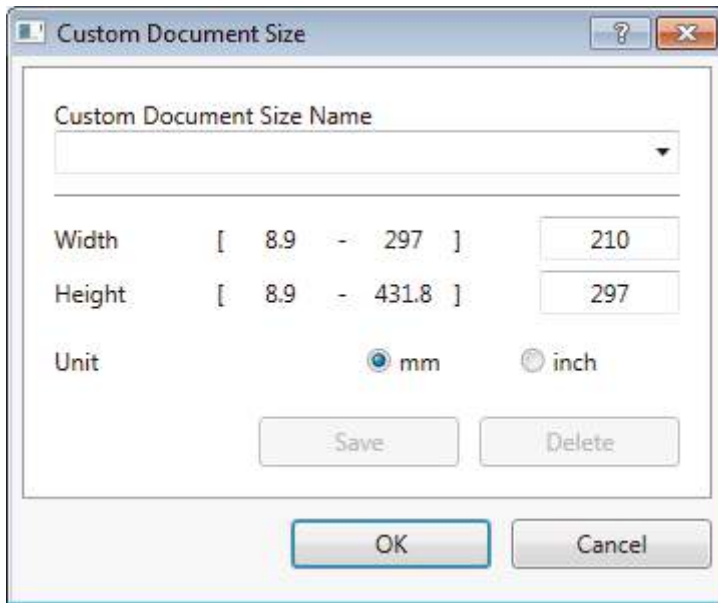 Custom Document Size
Custom Document Size Name
Width [ 8.9 - 297 ] 210
Height [ 8.9 - 431.8 ] 297
Unit mm inch
Save Delete
OK Cancel